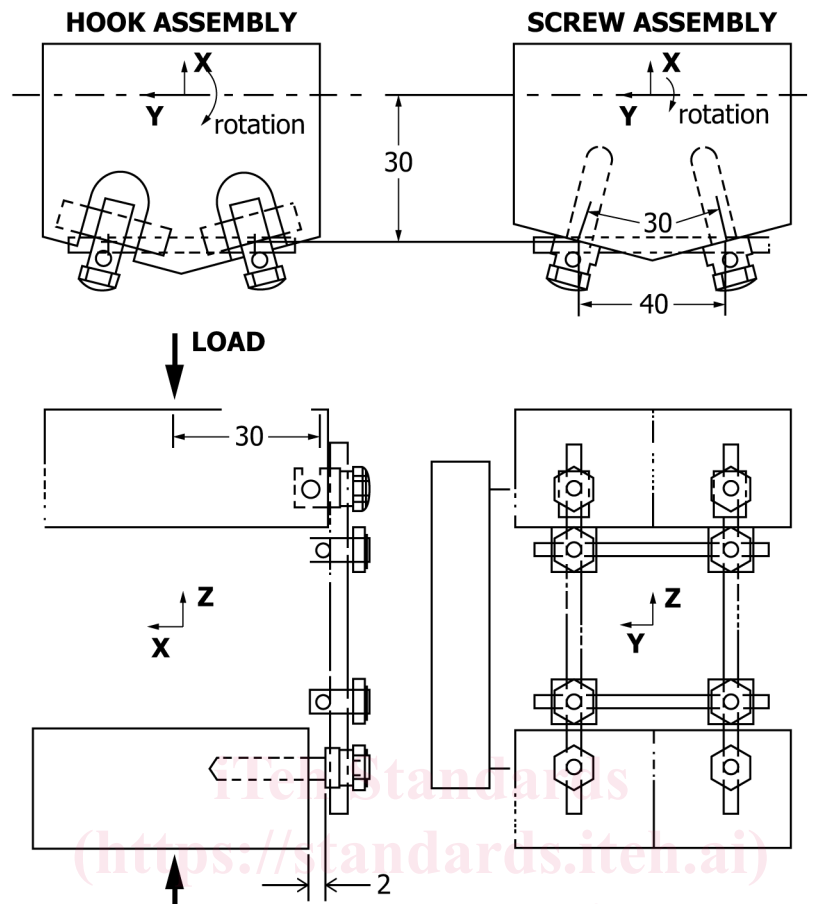 HOOK ASSEMBLY
SCREW ASSEMBLY
X
Y
rotation
X
Y
rotation
30
30
40
LOAD
30
Z
X
Z
Y
iTeh Standards
(https://standards.iteh.ai)
2